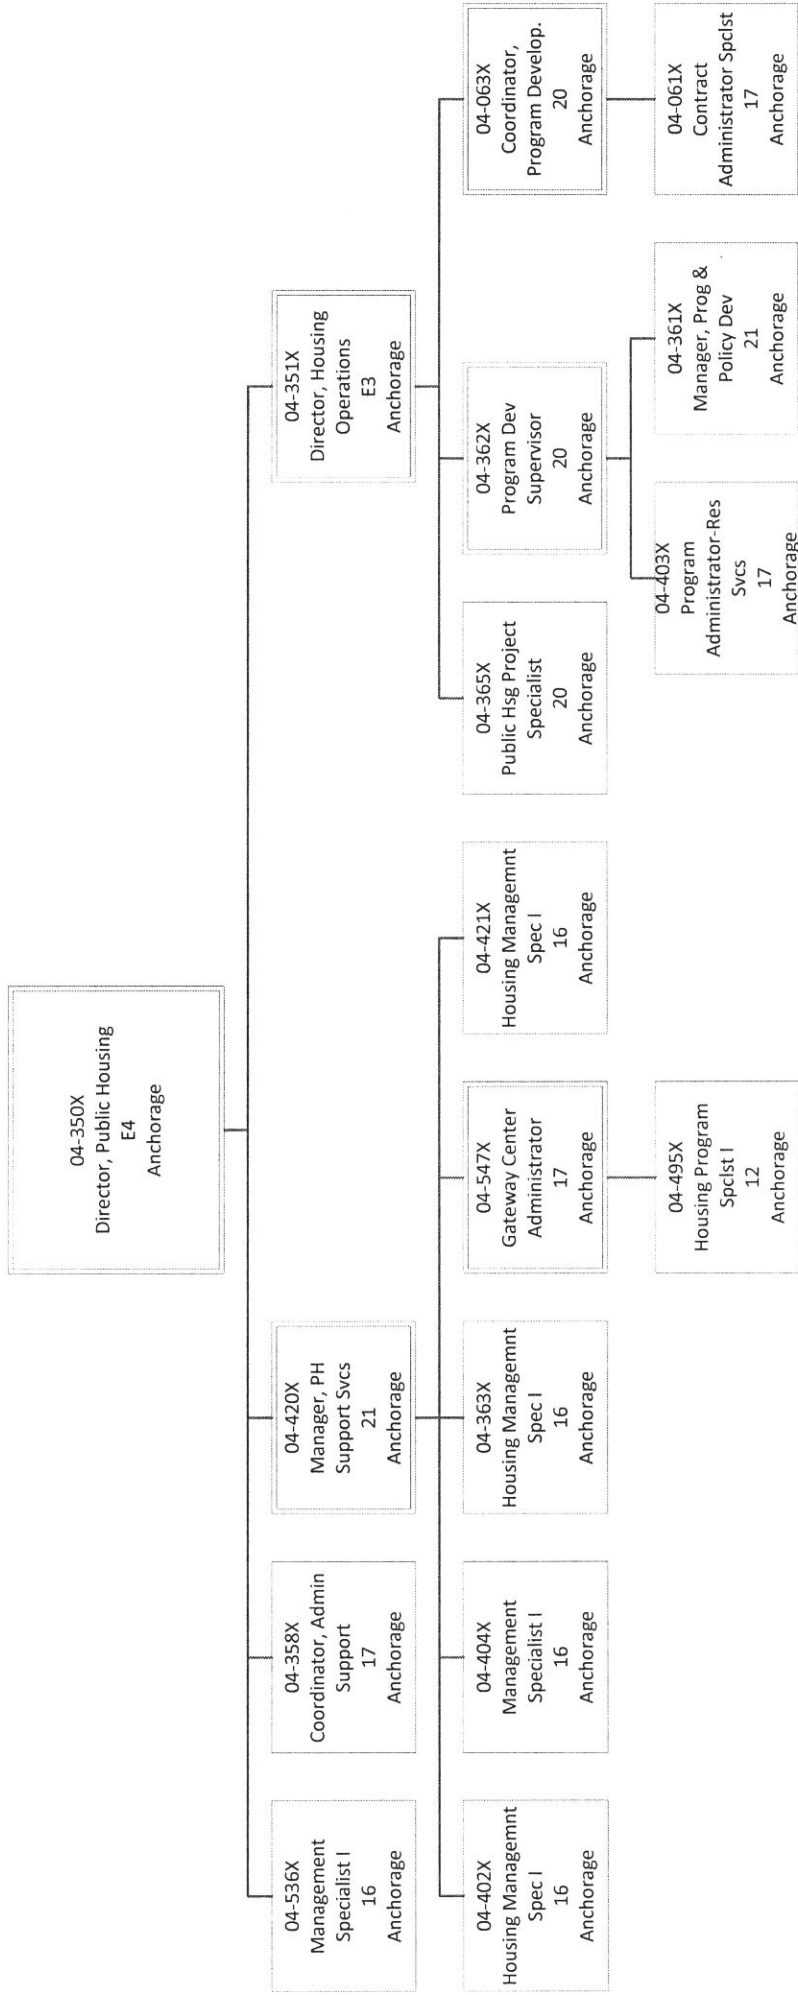 04-350X
Director, Public Housing
E4
Anchorage
04-536X
Management
Specialist I
16
Anchorage
04-358X
Coordinator, Admin
Support
17
Anchorage
04-420X
Manager, PH
Support Svcs
21
Anchorage
04-351X
Director, Housing
Operations
E3
Anchorage
04-402X
Housing Managemnt
Spec I
16
Anchorage
04-404X
Management
Specialist I
16
Anchorage
04-363X
Housing Managemnt
Spec I
16
Anchorage
04-547X
Gateway Center
Administrator
17
Anchorage
04-421X
Housing Managemnt
Spec I
16
Anchorage
04-365X
Public Hsg Project
Specialist
20
Anchorage
04-362X
Program Dev
Supervisor
20
Anchorage
04-063X
Coordinator,
Program Develop.
20
Anchorage
04-495X
Housing Program
Spclst I
12
Anchorage
04-403X
Program
Administrator-Res
Svcs
17
Anchorage
04-361X
Manager, Prog &
Policy Dev
21
Anchorage
04-061X
Contract
Administrator Spclst
17
Anchorage